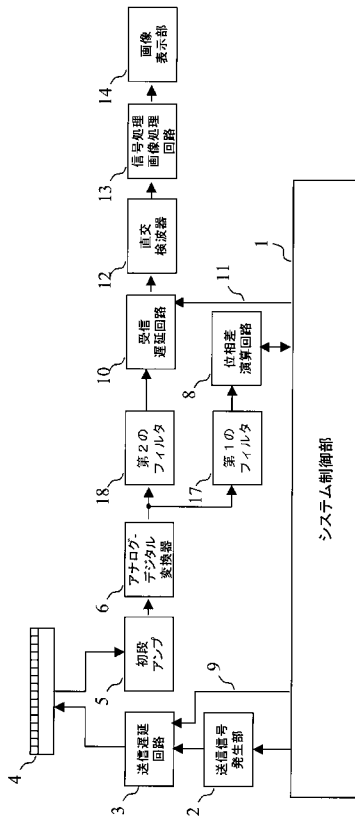 4
3
送信遅延
回路
2
送信信号
発生部
9
5
初段
アンプ
6
アナログ-
デジタル
変換器
18
第2の
フィルタ
17
第1の
フィルタ
10
受信
遅延回路
8
位相差
演算回路
11
12
直交
検波器
13
信号処理
画像処理
回路
14
画像
表示部
1
システム制御部